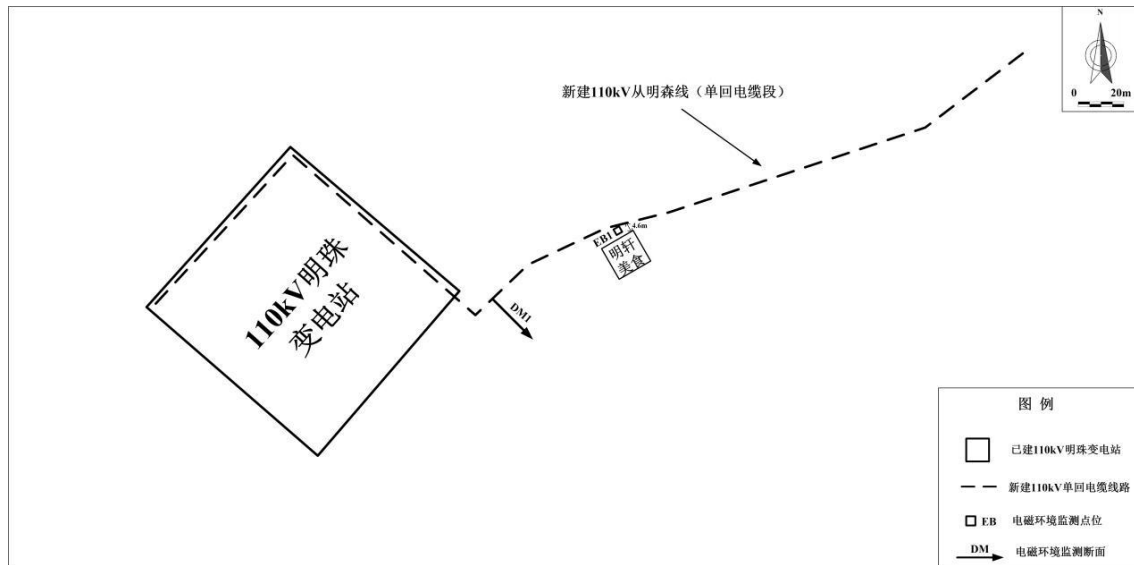 N
0 20m
新建110kV从明森线（单回电缆段）
4.6m
EB1
明轩
美食
110kV明珠
变电站
DM1
图 例
已建110kV明珠变电站
新建110kV单回电缆线路
EB 电磁环境监测点位
DM 电磁环境监测断面